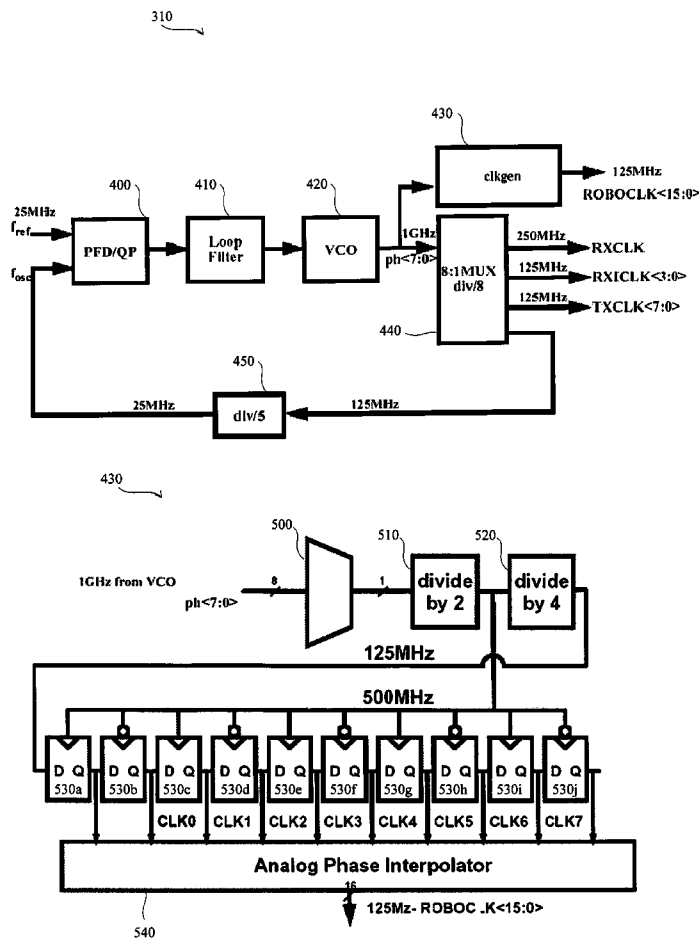 310
430
clkgen
125MHz
ROBOCLK<15:0>
25MHz
fref
400
410
420
PFD/QP
Loop
Filter
VCO
1GHz
ph<7:0>
8:1MUX
div/8
250MHz
RXCLK
125MHz
RXICLK<3:0>
125MHz
TXCLK<7:0>
fosc
440
450
25MHz
div/5
125MHz
430
500
510
520
1GHz from VCO
8
ph<7:0>
1
divide
by 2
divide
by 4
125MHz
500MHz
D Q
530a
D Q
530b
D Q
530c
D Q
530d
D Q
530e
D Q
530f
D Q
530g
D Q
530h
D Q
530i
D Q
530j
CLK0 CLK1 CLK2 CLK3 CLK4 CLK5 CLK6 CLK7
Analog Phase Interpolator
16
540
125Mz- ROBOCLK<15:0>